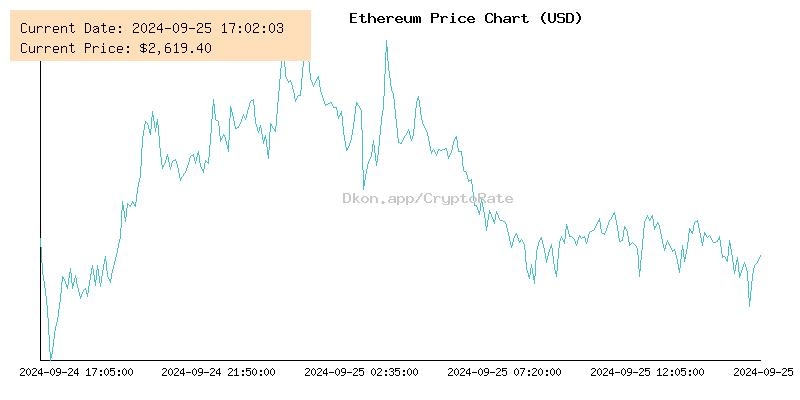 Ethereum Price Chart (USD)
Current Date: 2024-09-25 17:02:03
Current Price: $2,619.40
Dkon.app/CryptoRate
2024-09-24 17:05:00 2024-09-24 21:50:00 2024-09-25 02:35:00 2024-09-25 07:20:00 2024-09-25 12:05:00 2024-09-25